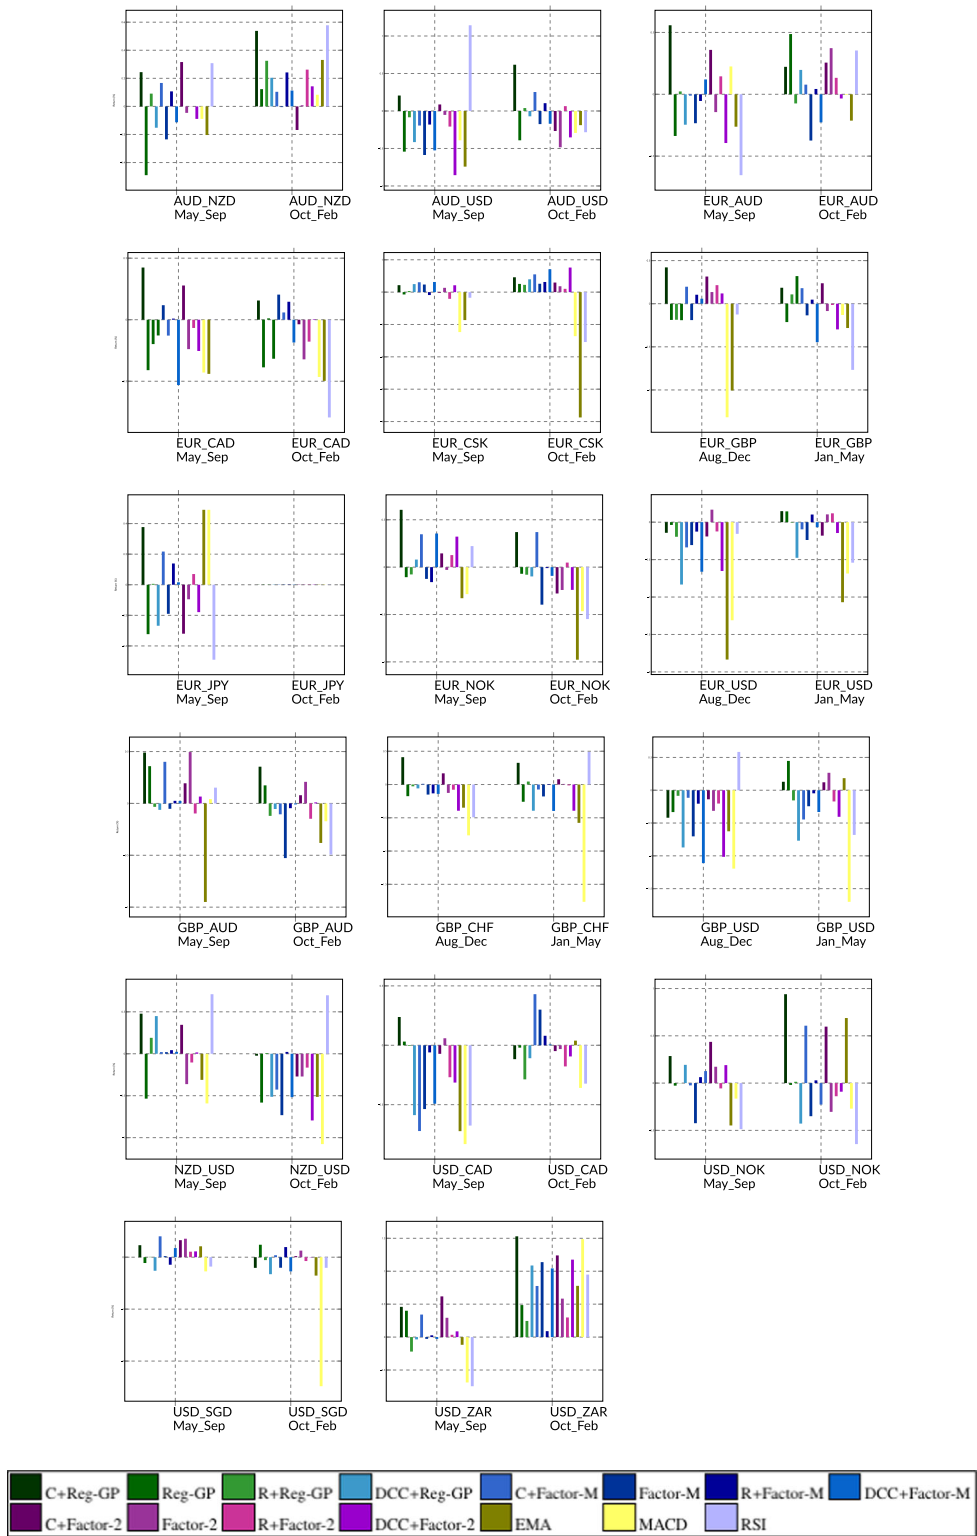 AUD_NZD AUD_NZD AUD_USD AUD_USD EUR_AUD EUR_AUD
May_Sep Oct_Feb May_Sep Oct_Feb May_Sep Oct_Feb
EUR_CAD EUR_CAD EUR_CSK EUR_CSK EUR_GBP EUR_GBP
May_Sep Oct_Feb May_Sep Oct_Feb Aug_Dec Jan_May
EUR_JPY EUR_JPY EUR_NOK EUR_NOK EUR_USD EUR_USD
May_Sep Oct_Feb May_Sep Oct_Feb Aug_Dec Jan_May
GBP_AUD GBP_AUD GBP_CHF GBP_CHF GBP_USD GBP_USD
May_Sep Oct_Feb Aug_Dec Jan_May Aug_Dec Jan_May
NZD_USD NZD_USD USD_CAD USD_CAD USD_NOK USD_NOK
May_Sep Oct_Feb May_Sep Oct_Feb May_Sep Oct_Feb
USD_SGD USD_SGD USD_ZAR USD_ZAR
May_Sep Oct_Feb May_Sep Oct_Feb
C+Reg-GP Reg-GP R+Reg-GP DCC+Reg-GP C+Factor-M Factor-M R+Factor-M DCC+Factor-M
C+Factor-2 Factor-2 R+Factor-2 DCC+Factor-2 EMA MACD RSI